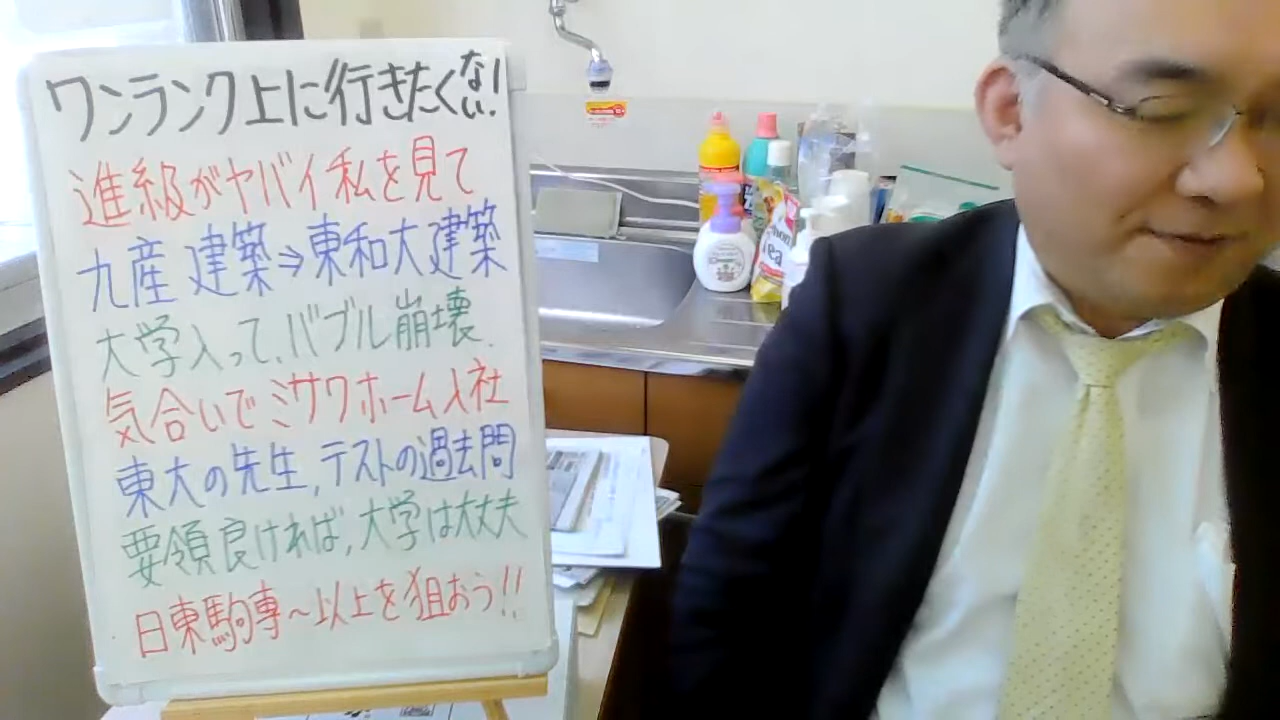 ワンランク上に行きたくない!
進級がヤバイ私を見て
九産建築⇒東和大建築
大学入って、バブル崩壊.
気合いでミサワホーム入社
東大の先生,テストの過去問
要領良ければ,大学は大丈夫
日東駒専~以上を狙おう!!